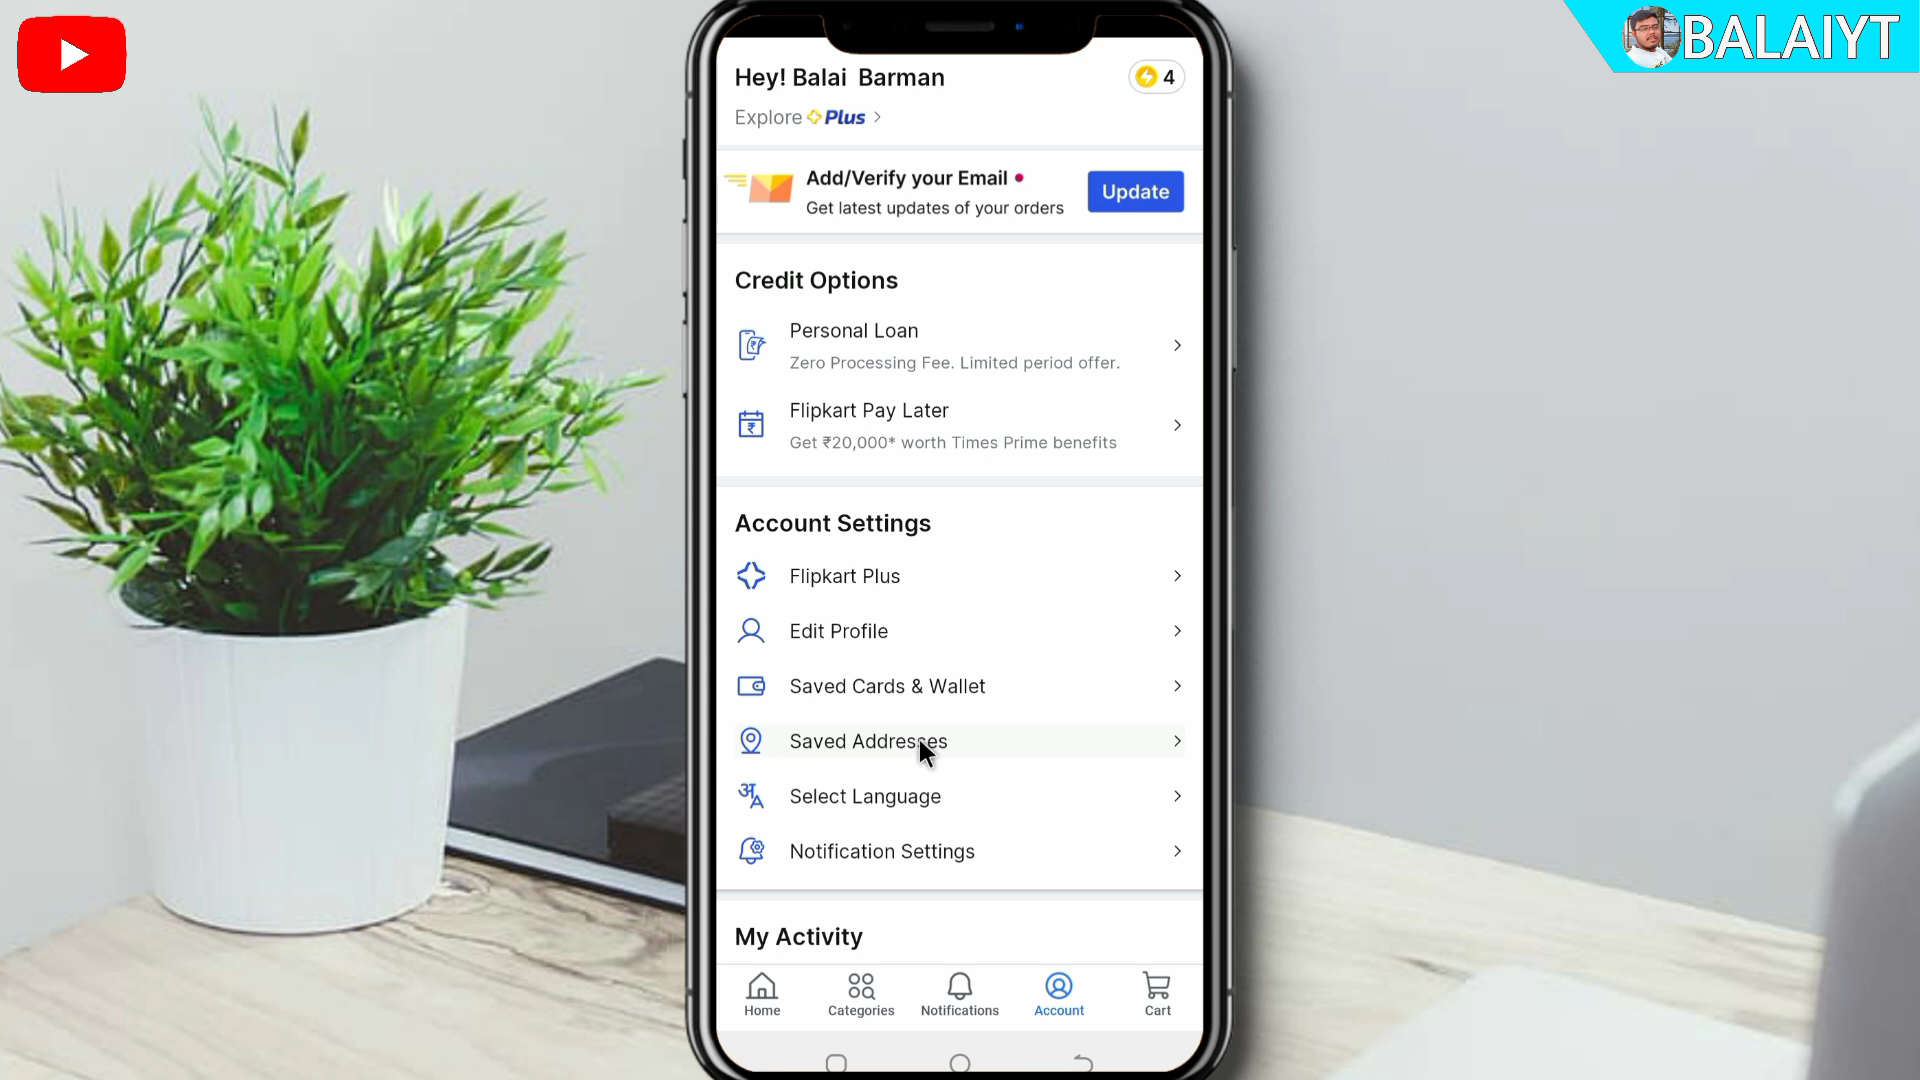 BALAIYT
Hey! Balai Barman
4
Explore Plus
Add/Verify your Email
Get latest updates of your orders
Update
Credit Options
Personal Loan
Zero Processing Fee. Limited period offer.
Flipkart Pay Later
Get ₹20,000* worth Times Prime benefits
Account Settings
Flipkart Plus
Edit Profile
Saved Cards & Wallet
Saved Addresses
Select Language
Notification Settings
My Activity
Home
Categories
Notifications
Account
Cart